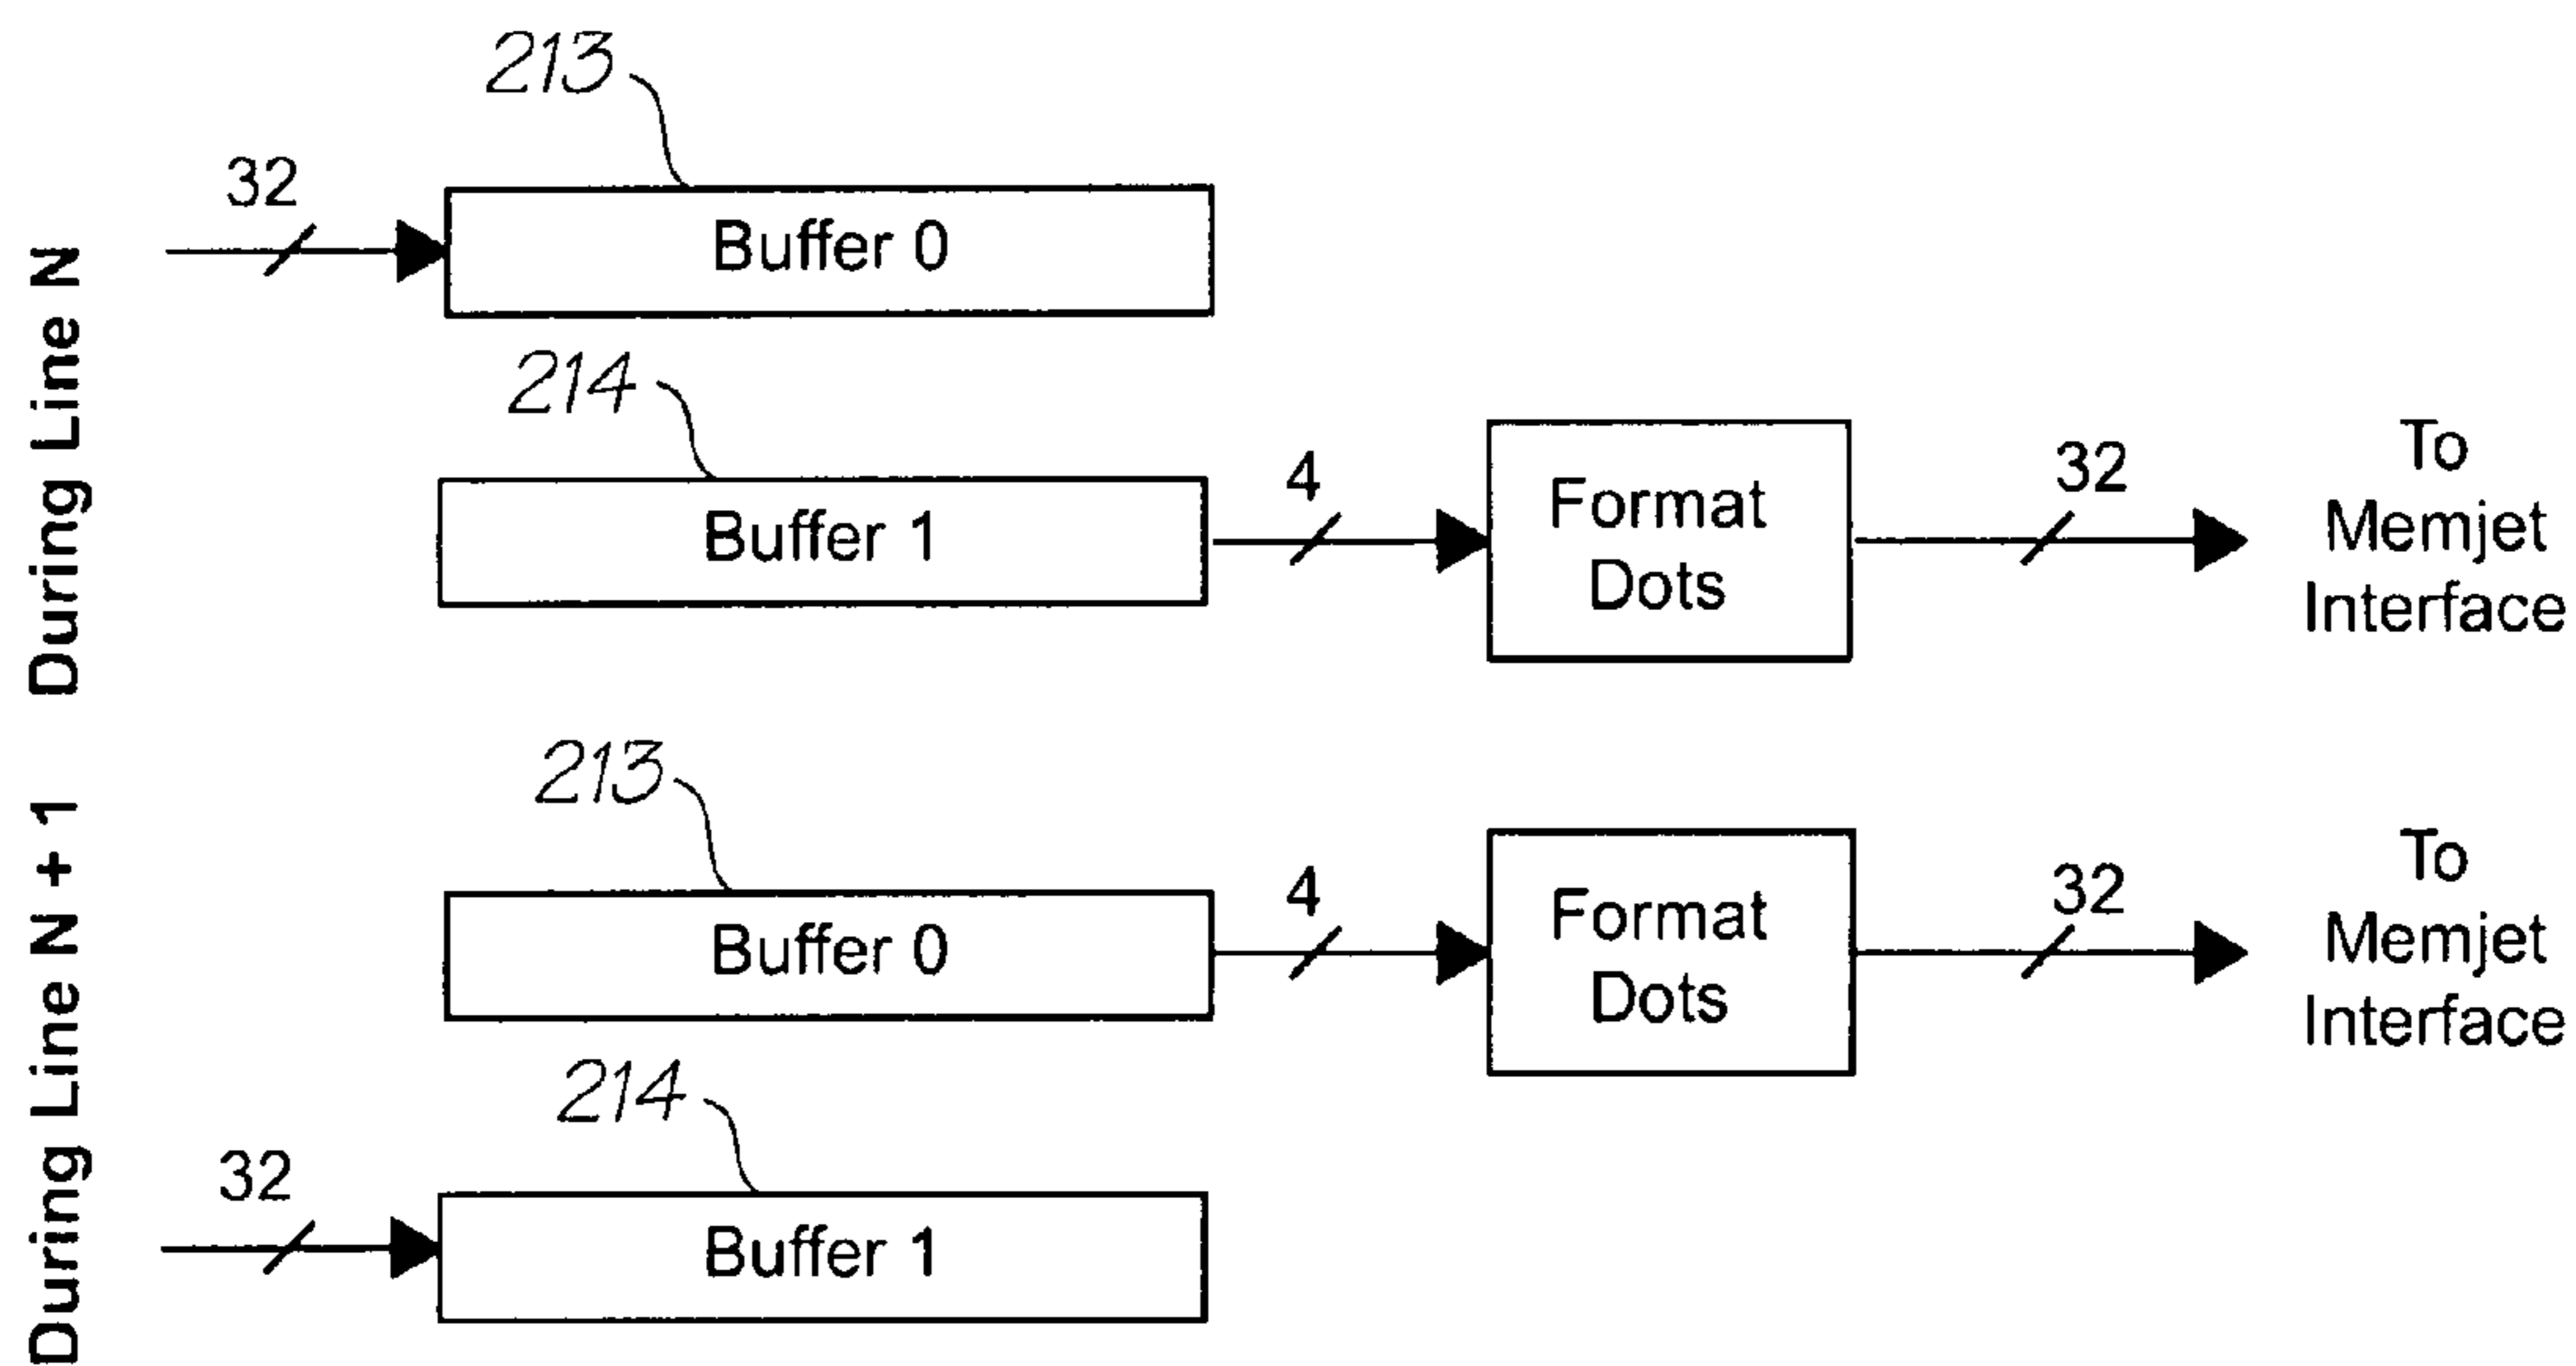 During Line N
213
32
Buffer 0
214
Buffer 1
4
Format
Dots
32
To
Memjet
Interface
During Line N + 1
213
Buffer 0
4
Format
Dots
32
To
Memjet
Interface
214
32
Buffer 1